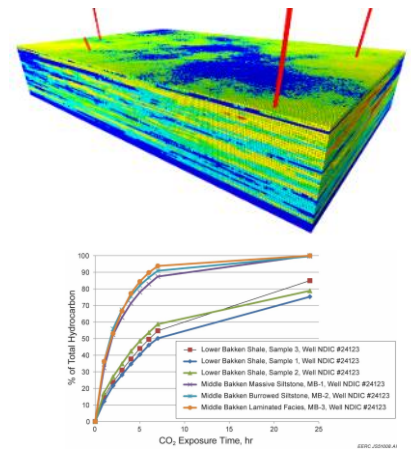 100
90
80
70
60
50
40
30
20
10
0
% of Total Hydrocarbon
Lower Bakken Shale, Sample 3, Well NDIC #24123
Lower Bakken Shale, Sample 1, Well NDIC #24123
Lower Bakken Shale, Sample 2, Well NDIC #24123
Middle Bakken Massive Siltstone, MB-1, Well NDIC #24123
Middle Bakken Burrowed Siltstone, MB-2, Well NDIC #24123
Middle Bakken Laminated Facies, MB-3, Well NDIC #24123
0 5 10 15 20 25
CO₂ Exposure Time, hr